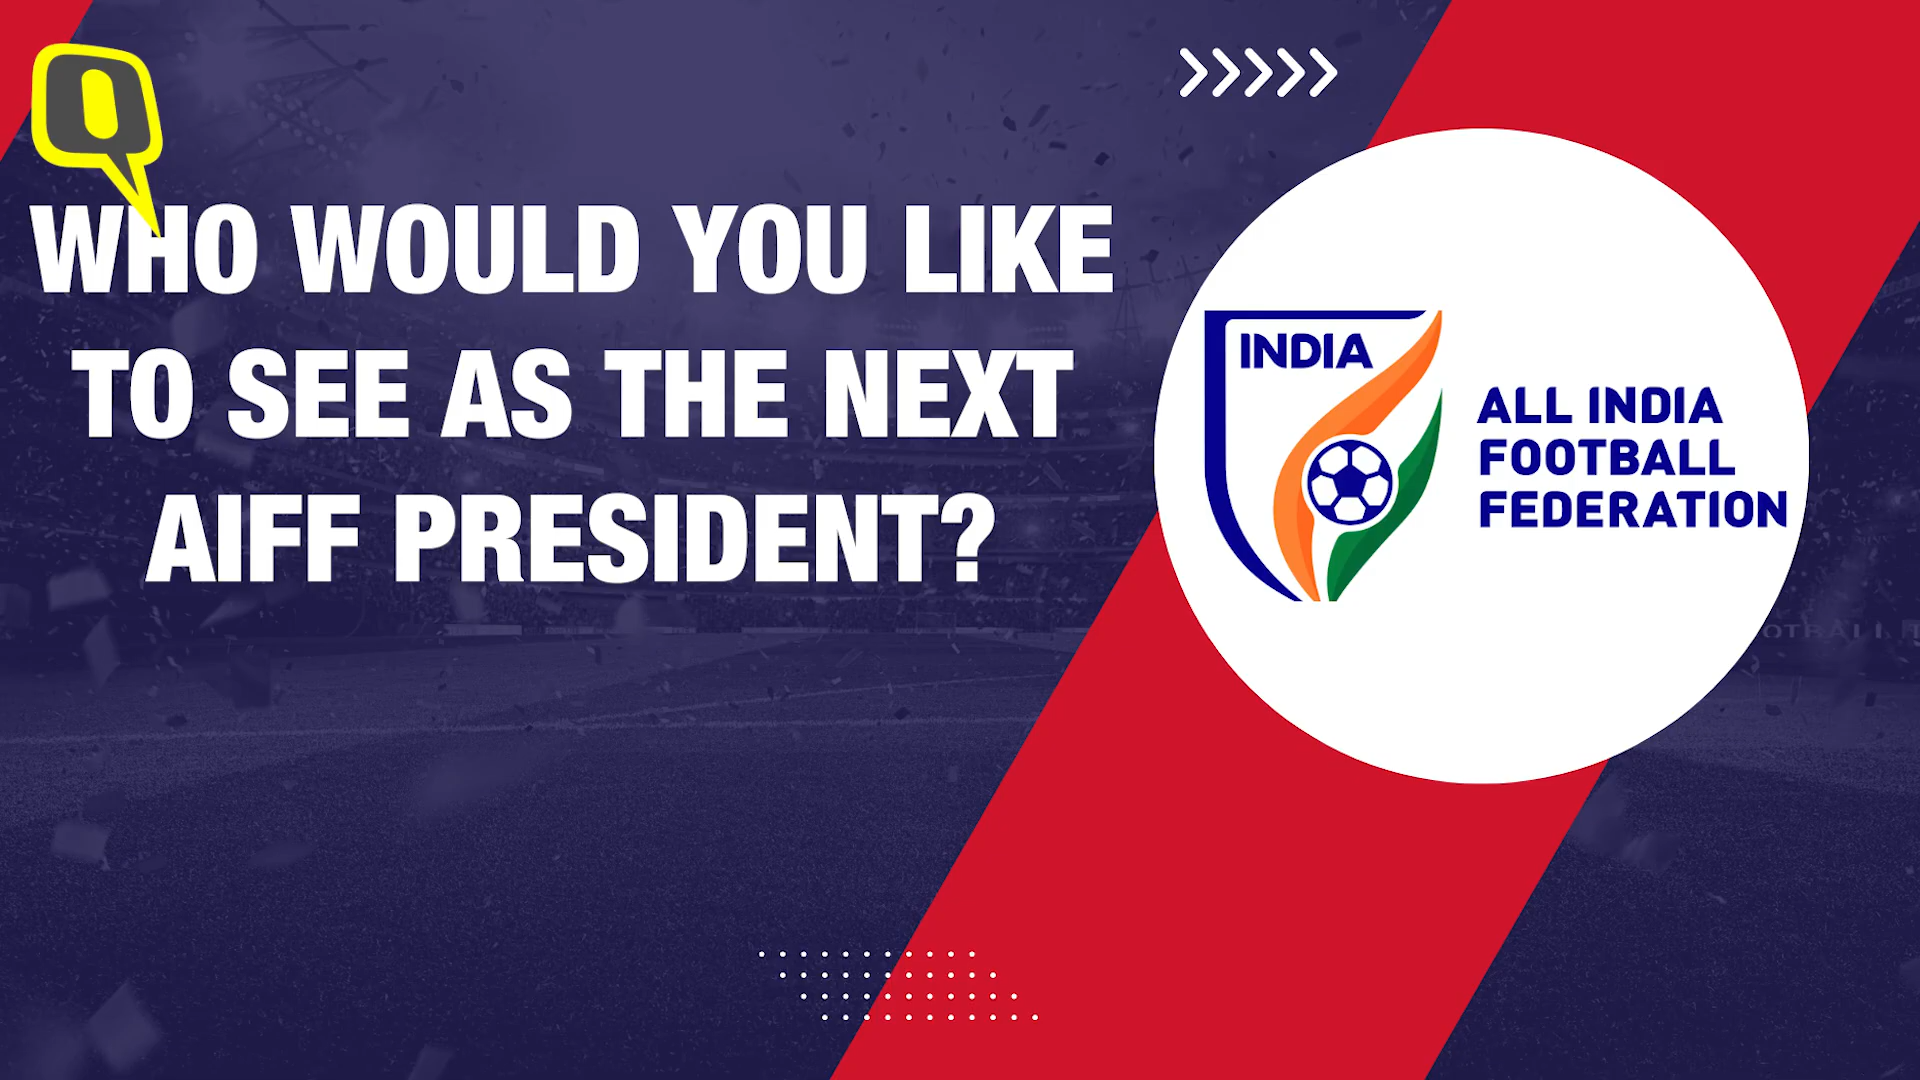 Q
WHO WOULD YOU LIKE
TO SEE AS THE NEXT
AIFF PRESIDENT?
INDIA
ALL INDIA
FOOTBALL
FEDERATION